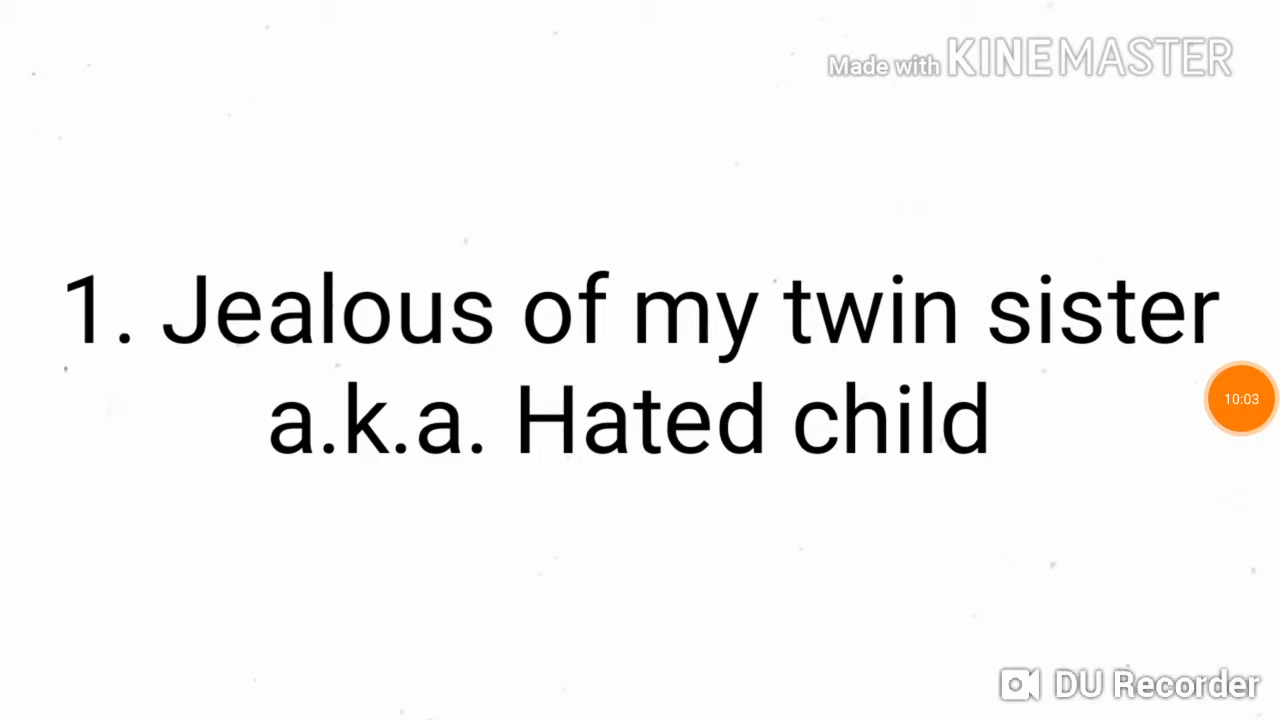 Made with KINEMASTER
1. Jealous of my twin sister
a.k.a. Hated child
10:03
DU Recorder